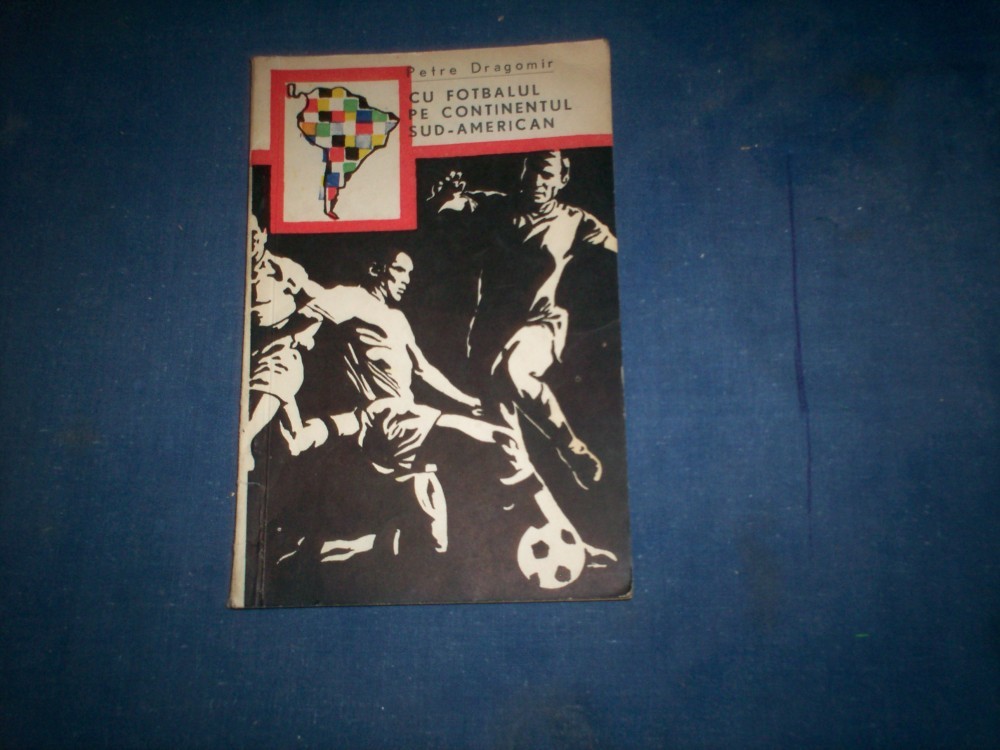 Petre Dragomir
CU FOTBALUL
PE CONTINENTUL
SUD-AMERICAN